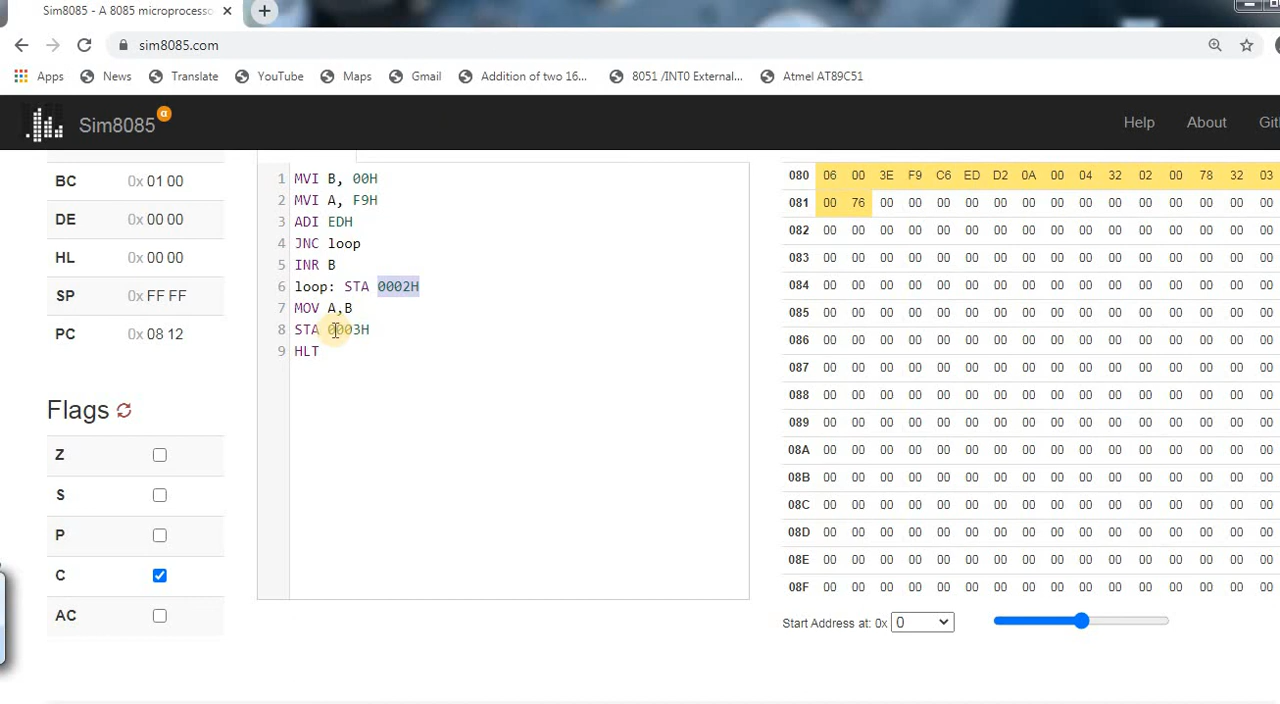 Sim8085 - A 8085 microproces
sim8085.com
Apps News Translate YouTube Maps Gmail Addition of two 16... 8051 /INT0 External... Atmel AT89C51
Sim8085 α Help About Git
BC 0x 01 00
DE 0x 00 00
HL 0x 00 00
SP 0x FF FF
PC 0x 08 12
Flags
Z
S
P
C
AC
1 MVI B, 00H
2 MVI A, F9H
3 ADI EDH
4 JNC loop
5 INR B
6 loop: STA 0002H
7 MOV A,B
8 STA 0003H
9 HLT
080 06 00 3E F9 C6 ED D2 0A 00 04 32 02 00 78 32 03
081 00 76 00 00 00 00 00 00 00 00 00 00 00 00 00 00
082 00 00 00 00 00 00 00 00 00 00 00 00 00 00 00 00
083 00 00 00 00 00 00 00 00 00 00 00 00 00 00 00 00
084 00 00 00 00 00 00 00 00 00 00 00 00 00 00 00 00
085 00 00 00 00 00 00 00 00 00 00 00 00 00 00 00 00
086 00 00 00 00 00 00 00 00 00 00 00 00 00 00 00 00
087 00 00 00 00 00 00 00 00 00 00 00 00 00 00 00 00
088 00 00 00 00 00 00 00 00 00 00 00 00 00 00 00 00
089 00 00 00 00 00 00 00 00 00 00 00 00 00 00 00 00
08A 00 00 00 00 00 00 00 00 00 00 00 00 00 00 00 00
08B 00 00 00 00 00 00 00 00 00 00 00 00 00 00 00 00
08C 00 00 00 00 00 00 00 00 00 00 00 00 00 00 00 00
08D 00 00 00 00 00 00 00 00 00 00 00 00 00 00 00 00
08E 00 00 00 00 00 00 00 00 00 00 00 00 00 00 00 00
08F 00 00 00 00 00 00 00 00 00 00 00 00 00 00 00 00
Start Address at: 0x 0